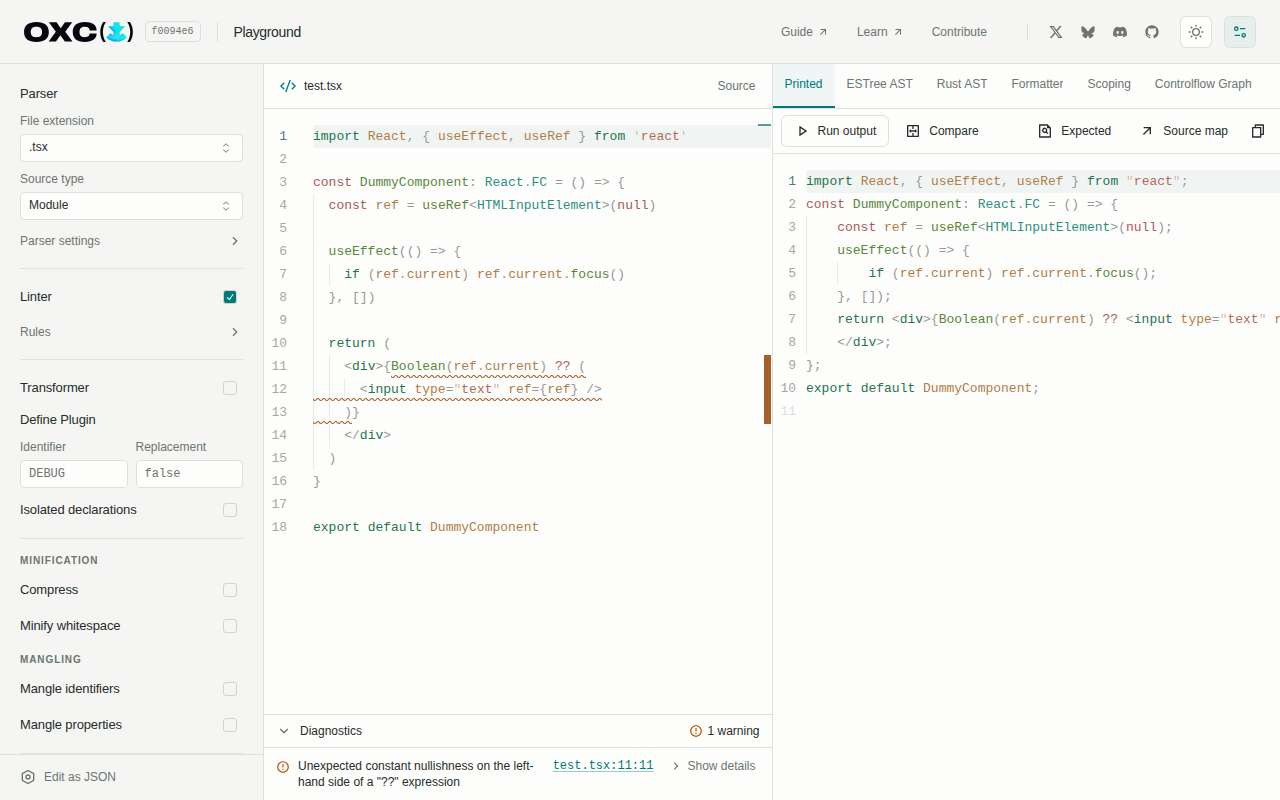 OXC( ) f0094e6 Playground Guide Learn Contribute
Parser
File extension
.tsx
Source type
Module
Parser settings
Linter
Rules
Transformer
Define Plugin
Identifier Replacement
DEBUG false
Isolated declarations
MINIFICATION
Compress
Minify whitespace
MANGLING
Mangle identifiers
Mangle properties
Edit as JSON
</> test.tsx Source
1 import React, { useEffect, useRef } from 'react'
2
3 const DummyComponent: React.FC = () => {
4 const ref = useRef<HTMLInputElement>(null)
5
6 useEffect(() => {
7 if (ref.current) ref.current.focus()
8 }, [])
9
10 return (
11 <div>{Boolean(ref.current) ?? (
12 <input type="text" ref={ref} />
13 )}
14 </div>
15 )
16 }
17
18 export default DummyComponent
Diagnostics 1 warning
Unexpected constant nullishness on the left-
hand side of a "??" expression
test.tsx:11:11 Show details
Printed ESTree AST Rust AST Formatter Scoping Controlflow Graph
Run output Compare Expected Source map
1 import React, { useEffect, useRef } from "react";
2 const DummyComponent: React.FC = () => {
3 const ref = useRef<HTMLInputElement>(null);
4 useEffect(() => {
5 if (ref.current) ref.current.focus();
6 }, []);
7 return <div>{Boolean(ref.current) ?? <input type="text" r
8 </div>;
9 };
10 export default DummyComponent;
11